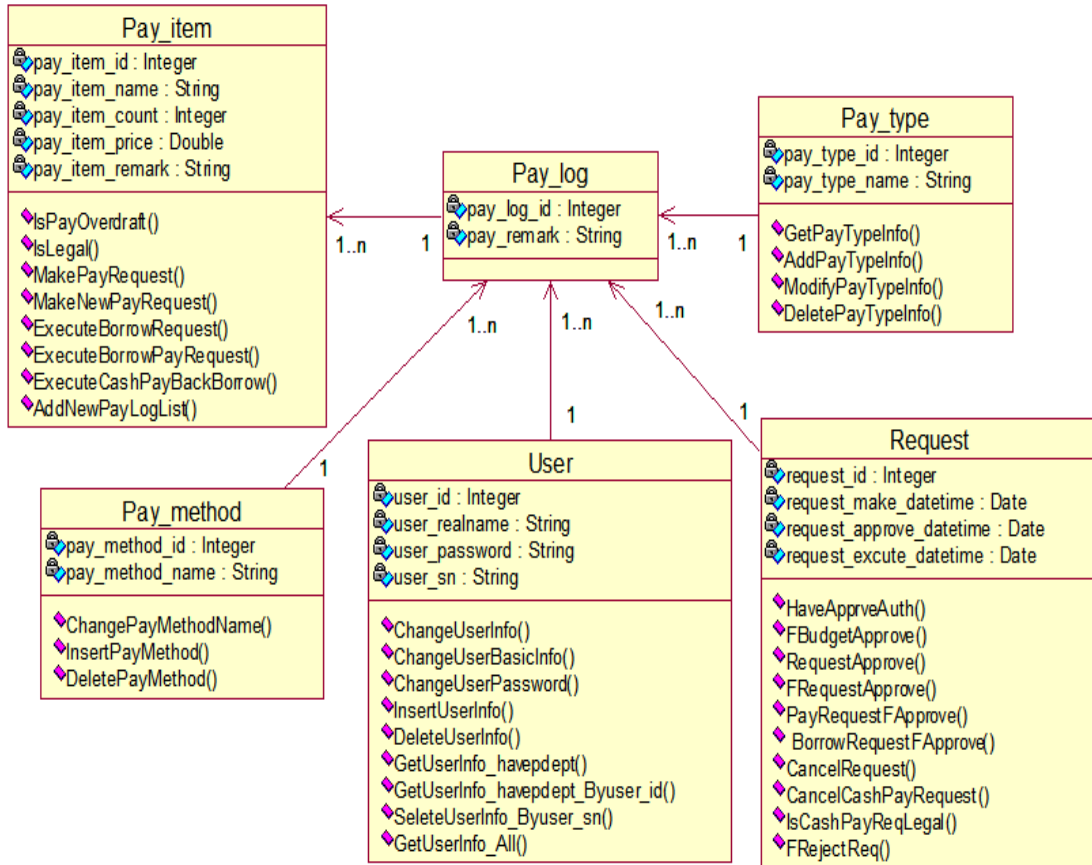 Pay_item
pay_item_id : Integer
pay_item_name : String
pay_item_count : Integer
pay_item_price : Double
pay_item_remark : String
IsPayOverdraft()
IsLegal()
MakePayRequest()
MakeNewPayRequest()
ExecuteBorrowRequest()
ExecuteBorrowPayRequest()
ExecuteCashPayBackBorrow()
AddNewPayLogList()
1..n
1
Pay_log
pay_log_id : Integer
pay_remark : String
1..n
1
Pay_type
pay_type_id : Integer
pay_type_name : String
GetPayTypeInfo()
AddPayTypeInfo()
ModifyPayTypeInfo()
DeletePayTypeInfo()
1..n
1..n
1..n
1
1
1
Pay_method
pay_method_id : Integer
pay_method_name : String
ChangePayMethodName()
InsertPayMethod()
DeletePayMethod()
User
user_id : Integer
user_realname : String
user_password : String
user_sn : String
ChangeUserInfo()
ChangeUserBasicInfo()
ChangeUserPassword()
InsertUserInfo()
DeleteUserInfo()
GetUserInfo_havepdept()
GetUserInfo_havepdept_Byuser_id()
SeleteUserInfo_Byuser_sn()
GetUserInfo_All()
Request
request_id : Integer
request_make_datetime : Date
request_approve_datetime : Date
request_excute_datetime : Date
HaveApprveAuth()
FBudgetApprove()
RequestApprove()
FRequestApprove()
PayRequestFApprove()
BorrowRequestFApprove()
CancelRequest()
CancelCashPayRequest()
IsCashPayReqLegal()
FRejectReq()